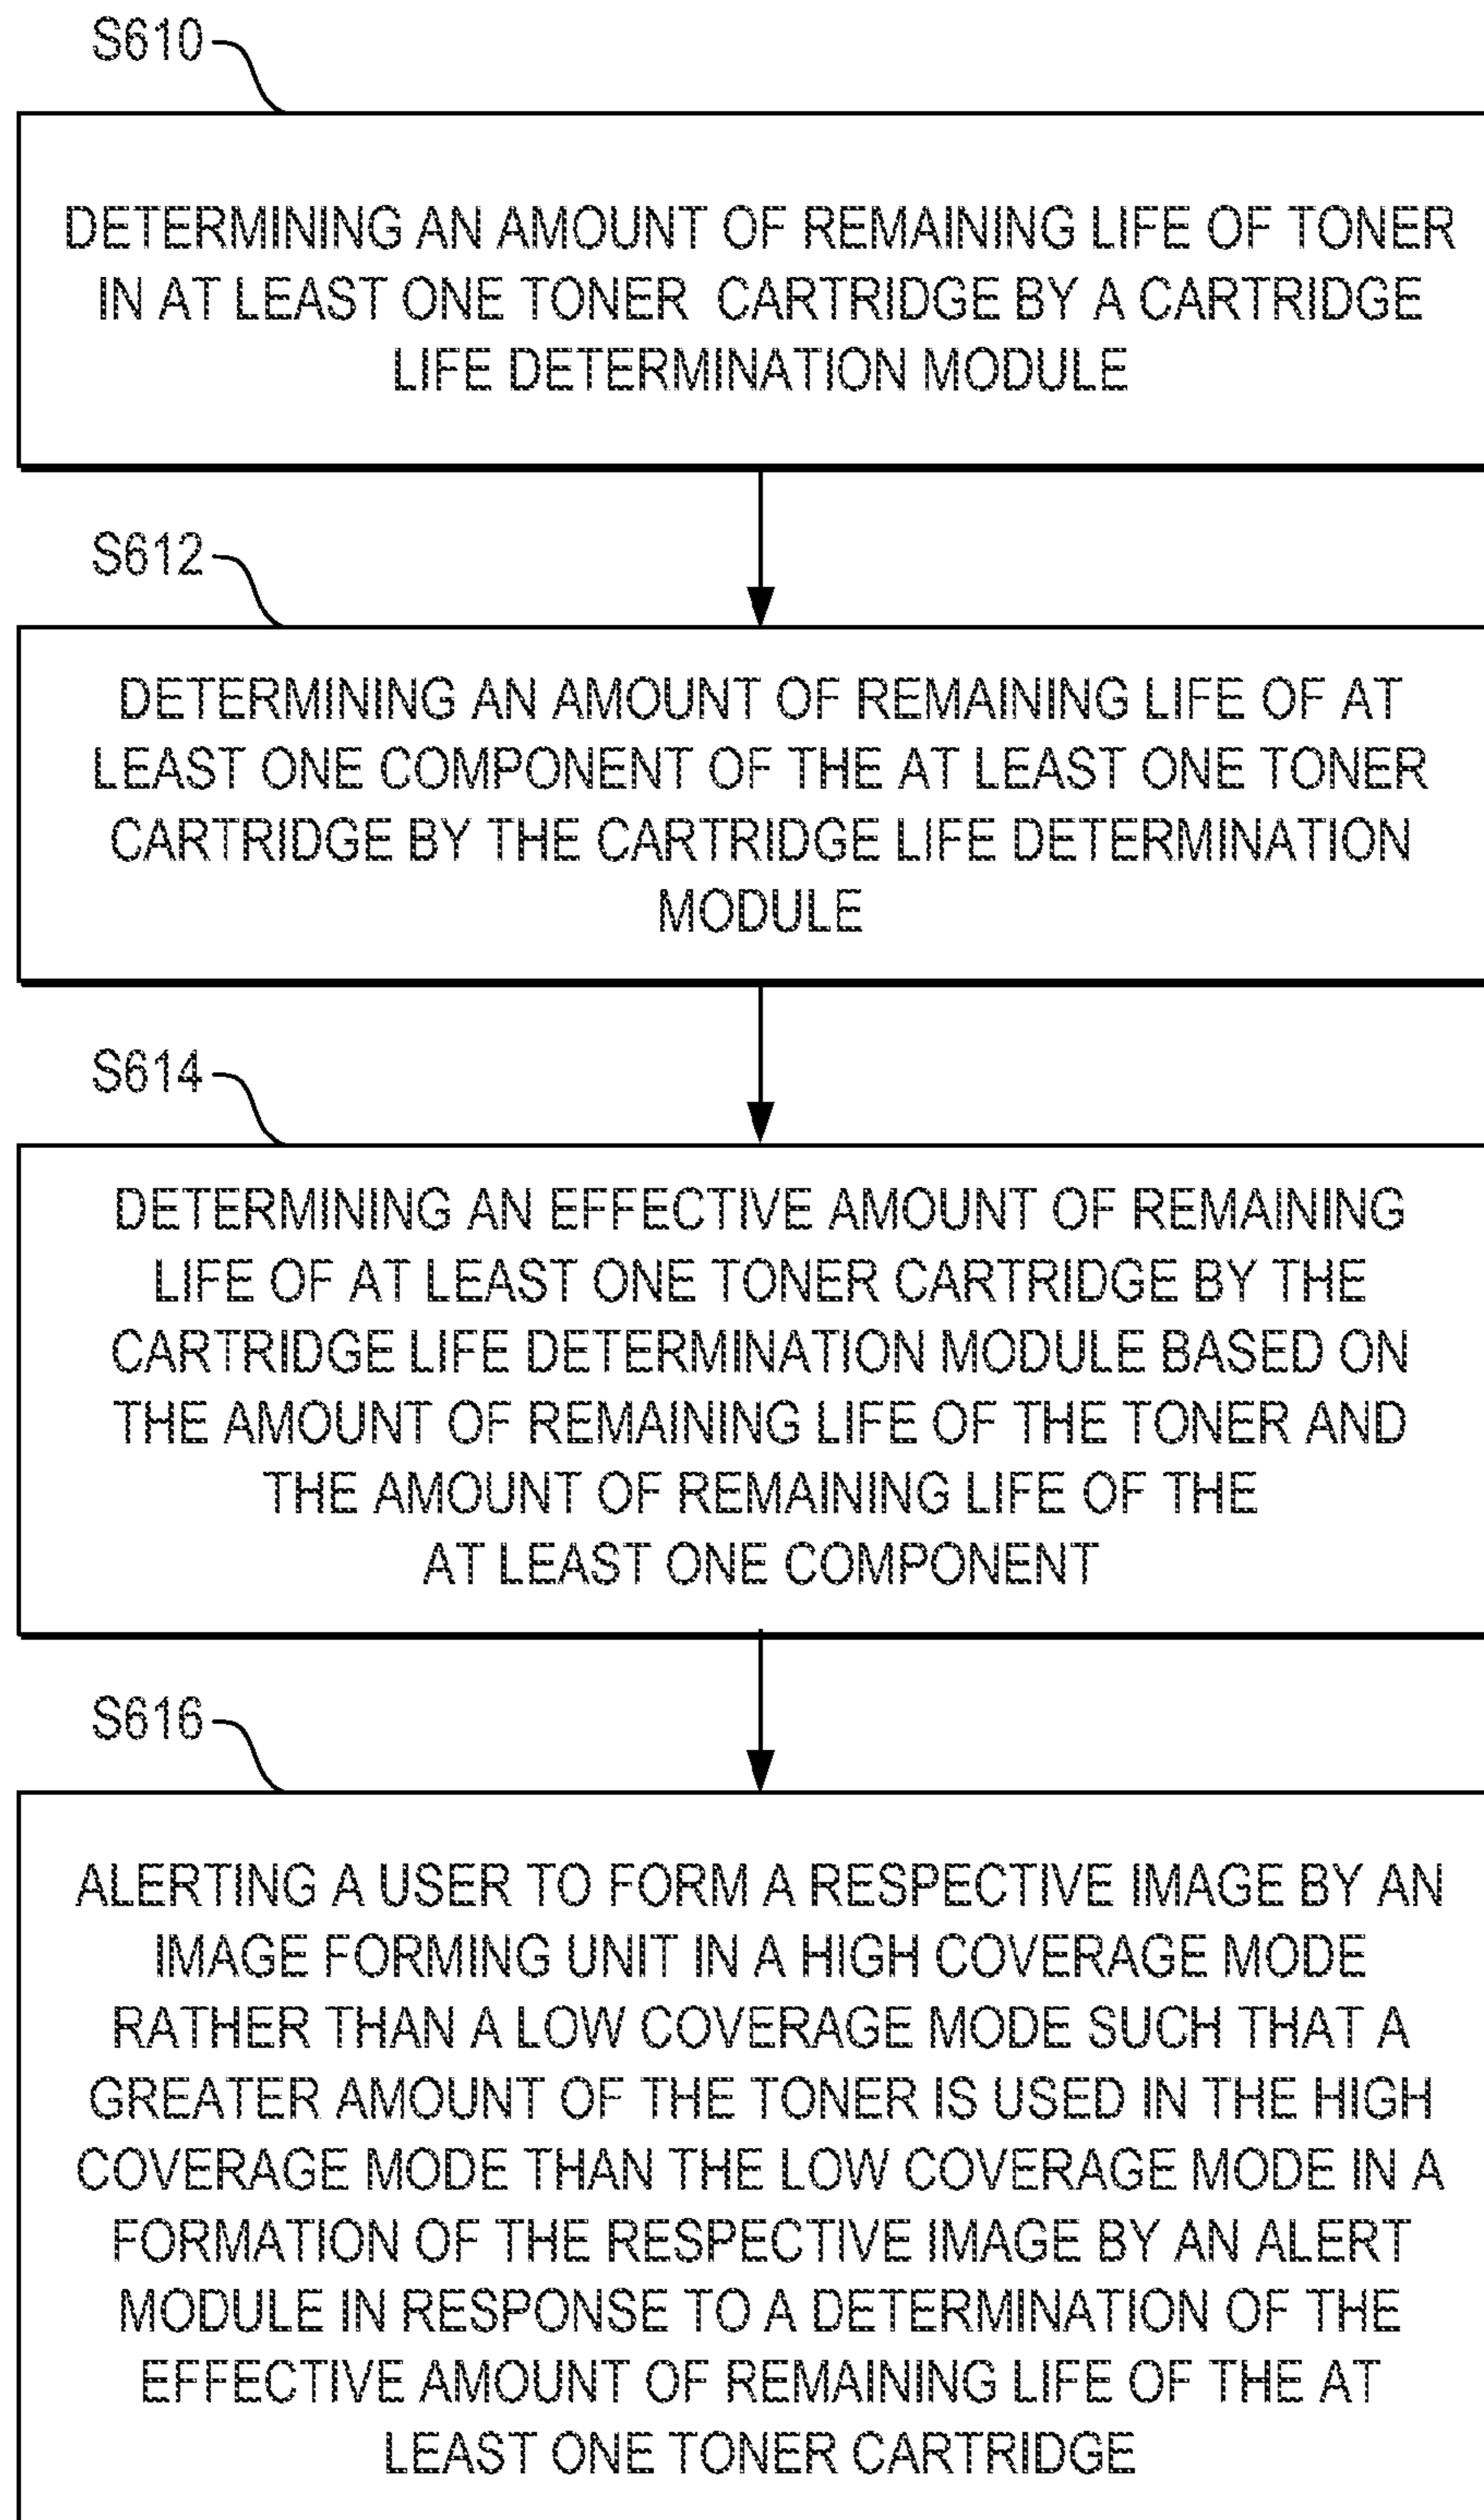 S610
DETERMINING AN AMOUNT OF REMAINING LIFE OF TONER
IN AT LEAST ONE TONER CARTRIDGE BY A CARTRIDGE
LIFE DETERMINATION MODULE
S612
DETERMINING AN AMOUNT OF REMAINING LIFE OF AT
LEAST ONE COMPONENT OF THE AT LEAST ONE TONER
CARTRIDGE BY THE CARTRIDGE LIFE DETERMINATION
MODULE
S614
DETERMINING AN EFFECTIVE AMOUNT OF REMAINING
LIFE OF AT LEAST ONE TONER CARTRIDGE BY THE
CARTRIDGE LIFE DETERMINATION MODULE BASED ON
THE AMOUNT OF REMAINING LIFE OF THE TONER AND
THE AMOUNT OF REMAINING LIFE OF THE
AT LEAST ONE COMPONENT
S616
ALERTING A USER TO FORM A RESPECTIVE IMAGE BY AN
IMAGE FORMING UNIT IN A HIGH COVERAGE MODE
RATHER THAN A LOW COVERAGE MODE SUCH THAT A
GREATER AMOUNT OF THE TONER IS USED IN THE HIGH
COVERAGE MODE THAN THE LOW COVERAGE MODE IN A
FORMATION OF THE RESPECTIVE IMAGE BY AN ALERT
MODULE IN RESPONSE TO A DETERMINATION OF THE
EFFECTIVE AMOUNT OF REMAINING LIFE OF THE AT
LEAST ONE TONER CARTRIDGE